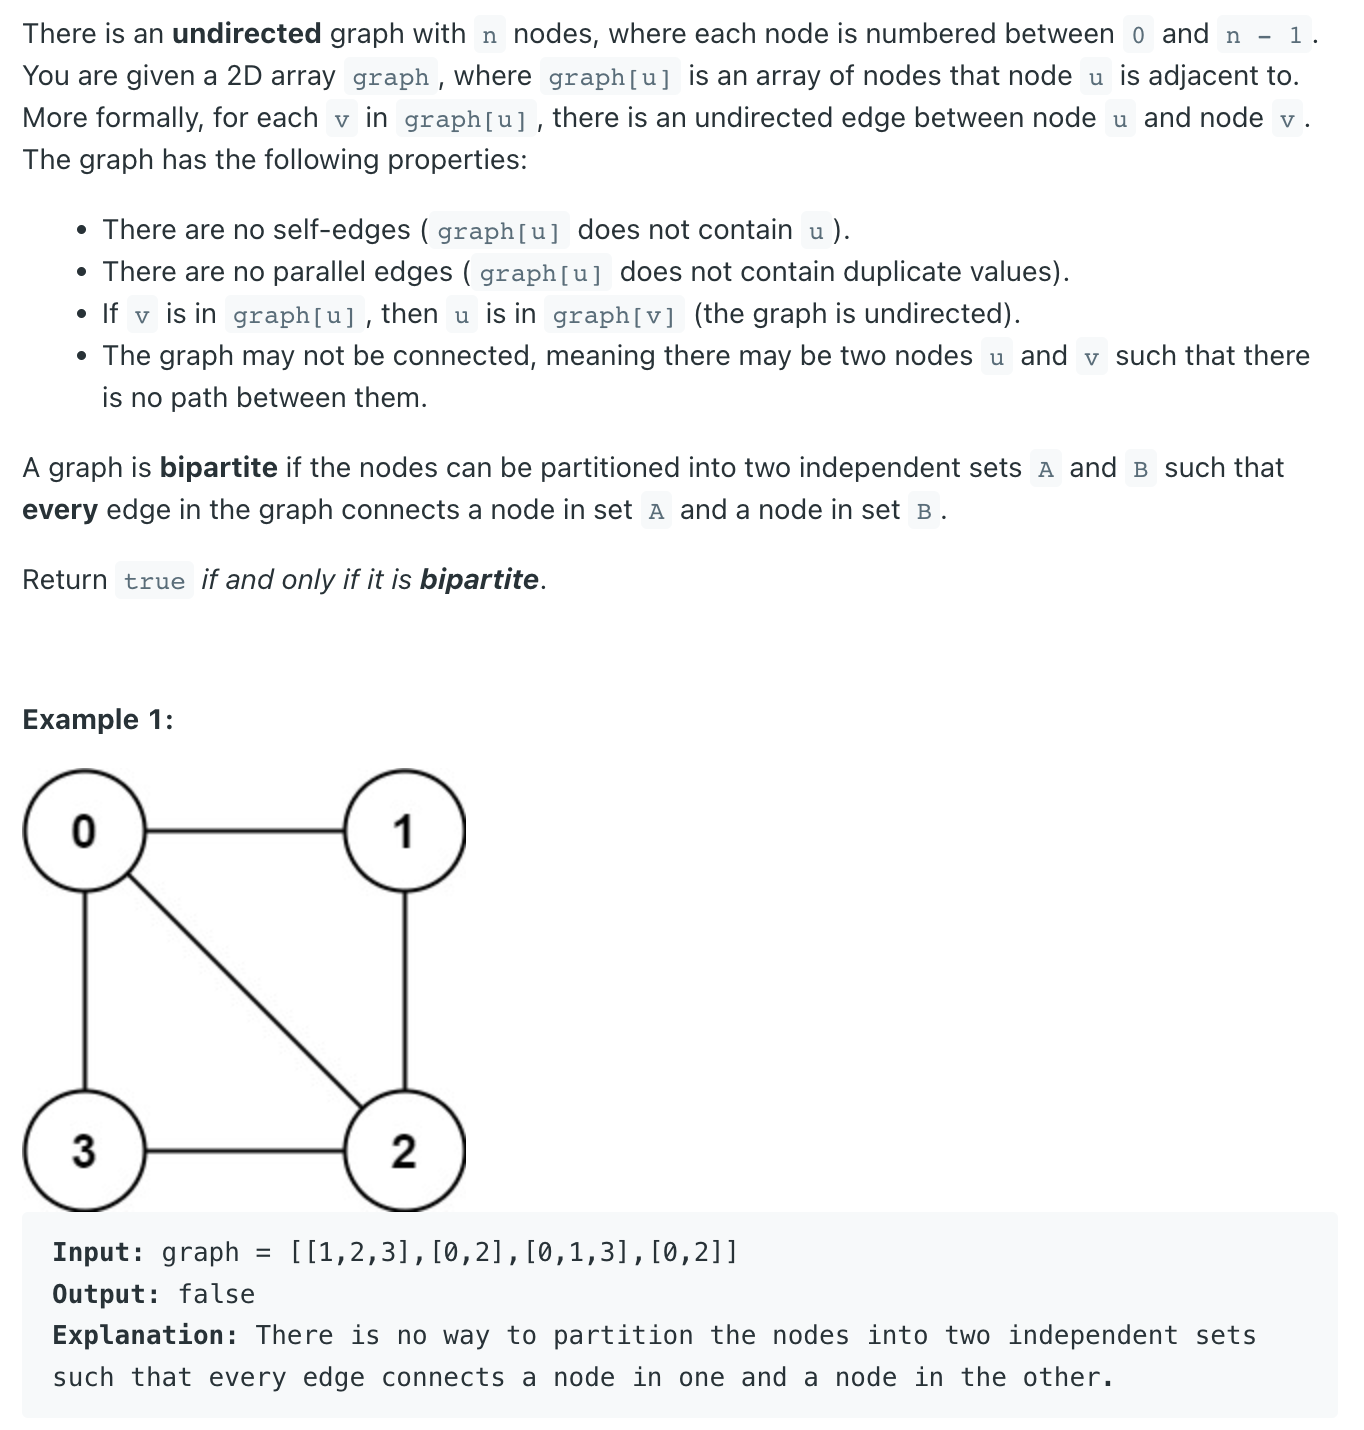 There is an undirected graph with n nodes, where each node is numbered between 0 and n - 1.
You are given a 2D array graph, where graph[u] is an array of nodes that node u is adjacent to.
More formally, for each v in graph[u], there is an undirected edge between node u and node v.
The graph has the following properties:
• There are no self-edges (graph[u] does not contain u).
• There are no parallel edges (graph[u] does not contain duplicate values).
• If v is in graph[u], then u is in graph[v] (the graph is undirected).
• The graph may not be connected, meaning there may be two nodes u and v such that there
is no path between them.
A graph is bipartite if the nodes can be partitioned into two independent sets A and B such that
every edge in the graph connects a node in set A and a node in set B.
Return true if and only if it is bipartite.
Example 1:
0 1
3 2
Input: graph = [[1,2,3],[0,2],[0,1,3],[0,2]]
Output: false
Explanation: There is no way to partition the nodes into two independent sets
such that every edge connects a node in one and a node in the other.